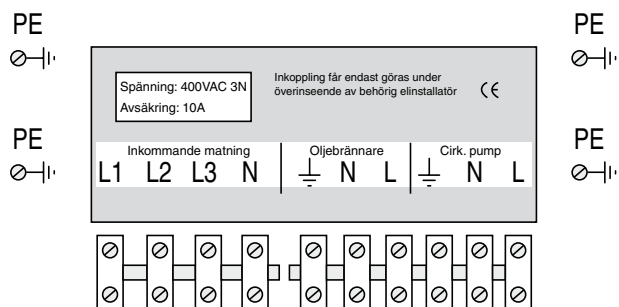 PE
PE
Spänning: 400VAC 3N
Avsäkring: 10A
Inkoppling får endast göras under
överinseende av behörig elinstallatör
CE
PE
PE
Inkommande matning
Oljebrännare
Cirk. pump
L1 L2 L3 N
N L
N L